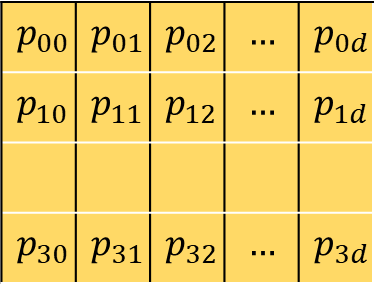 p₀₀ p₀₁ p₀₂ ... p₀d
p₁₀ p₁₁ p₁₂ ... p₁d
p₃₀ p₃₁ p₃₂ ... p₃d